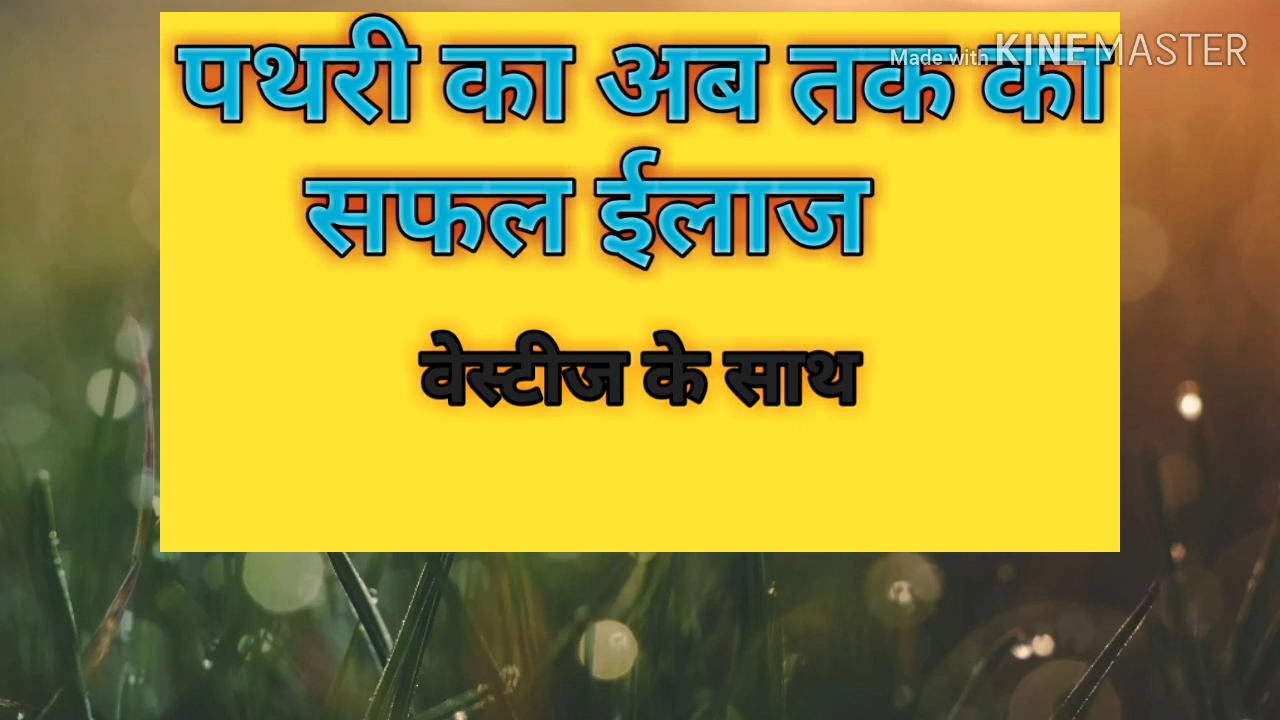 पथरी का अब तक का
Made with KINEMASTER
सफल ईलाज
वेस्टीज के साथ